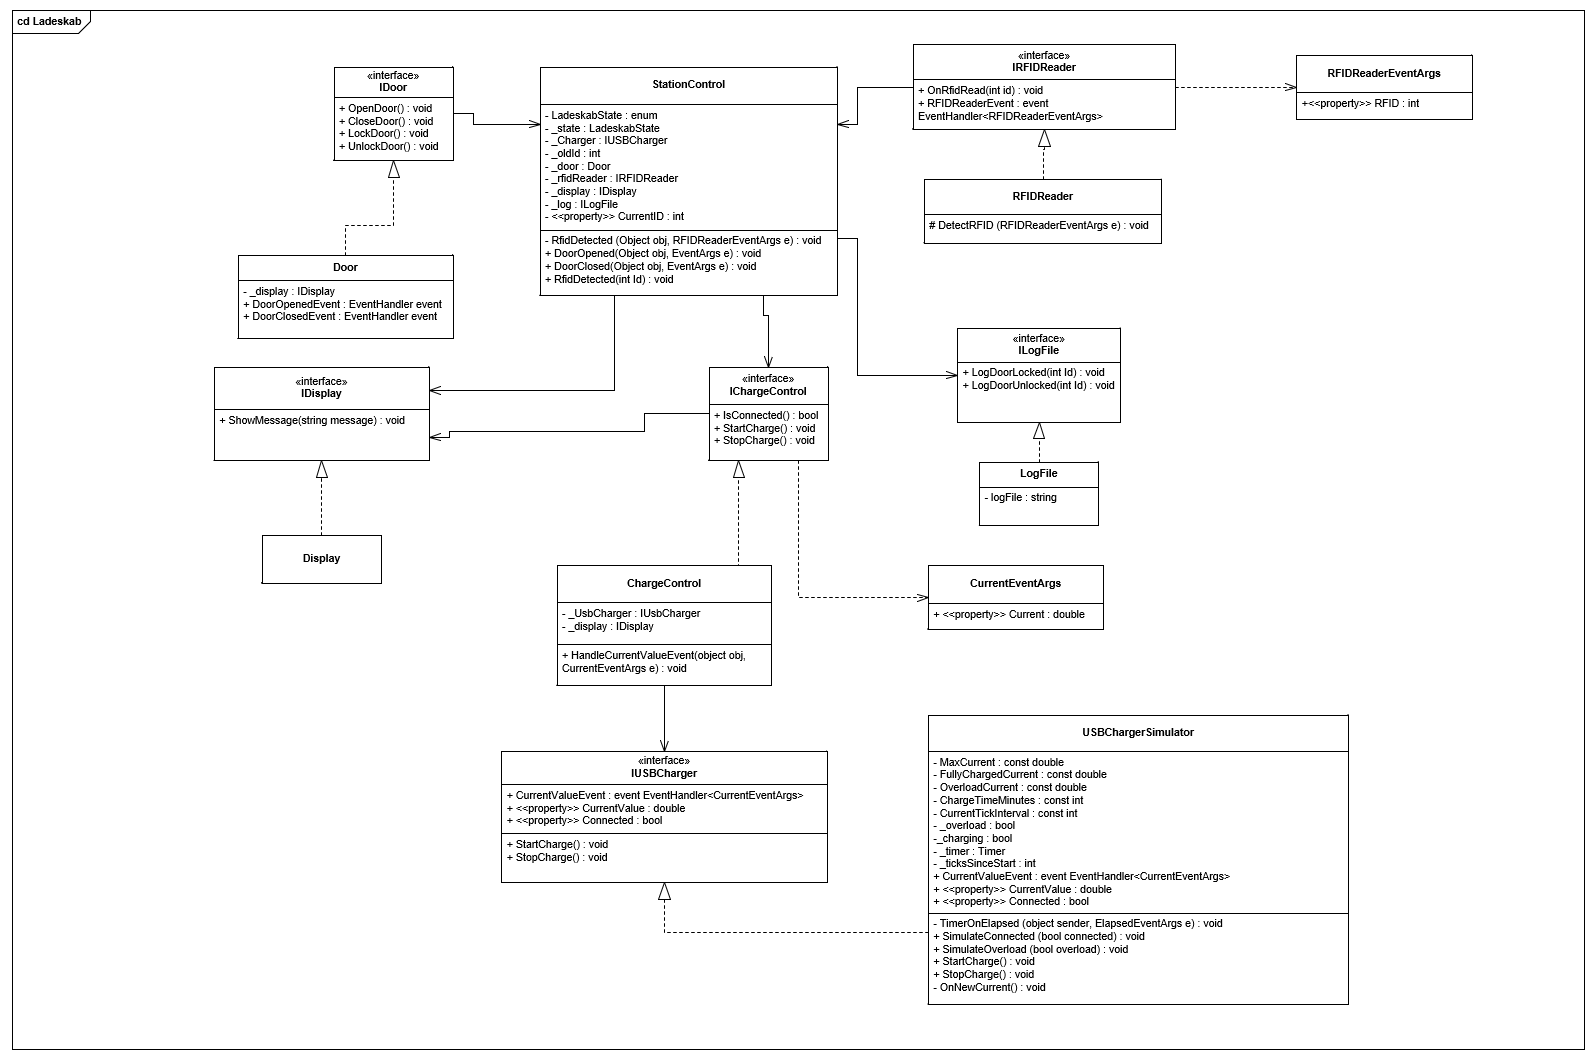 cd Ladeskab
«interface»
IDoor
+ OpenDoor() : void
+ CloseDoor() : void
+ LockDoor() : void
+ UnlockDoor() : void
StationControl
- LadeskabState : enum
- _state : LadeskabState
- _Charger : IUSBCharger
- _oldId : int
- _door : Door
- _rfidReader : IRFIDReader
- _display : IDisplay
- _log : ILogFile
- <<property>> CurrentID : int
- RfidDetected (Object obj, RFIDReaderEventArgs e) : void
+ DoorOpened(Object obj, EventArgs e) : void
+ DoorClosed(Object obj, EventArgs e) : void
+ RfidDetected(int Id) : void
«interface»
IRFIDReader
+ OnRfidRead(int id) : void
+ RFIDReaderEvent : event
EventHandler<RFIDReaderEventArgs>
RFIDReaderEventArgs
+<<property>> RFID : int
RFIDReader
# DetectRFID (RFIDReaderEventArgs e) : void
Door
- _display : IDisplay
+ DoorOpenedEvent : EventHandler event
+ DoorClosedEvent : EventHandler event
«interface»
IDisplay
+ ShowMessage(string message) : void
«interface»
IChargeControl
+ IsConnected() : bool
+ StartCharge() : void
+ StopCharge() : void
«interface»
ILogFile
+ LogDoorLocked(int Id) : void
+ LogDoorUnlocked(int Id) : void
LogFile
- logFile : string
Display
ChargeControl
- _UsbCharger : IUsbCharger
- _display : IDisplay
+ HandleCurrentValueEvent(object obj,
CurrentEventArgs e) : void
CurrentEventArgs
+ <<property>> Current : double
«interface»
IUSBCharger
+ CurrentValueEvent : event EventHandler<CurrentEventArgs>
+ <<property>> CurrentValue : double
+ <<property>> Connected : bool
+ StartCharge() : void
+ StopCharge() : void
USBChargerSimulator
- MaxCurrent : const double
- FullyChargedCurrent : const double
- OverloadCurrent : const double
- ChargeTimeMinutes : const int
- CurrentTickInterval : const int
- _overload : bool
-_charging : bool
- _timer : Timer
- _ticksSinceStart : int
+ CurrentValueEvent : event EventHandler<CurrentEventArgs>
+ <<property>> CurrentValue : double
+ <<property>> Connected : bool
- TimerOnElapsed (object sender, ElapsedEventArgs e) : void
+ SimulateConnected (bool connected) : void
+ SimulateOverload (bool overload) : void
+ StartCharge() : void
+ StopCharge() : void
- OnNewCurrent() : void